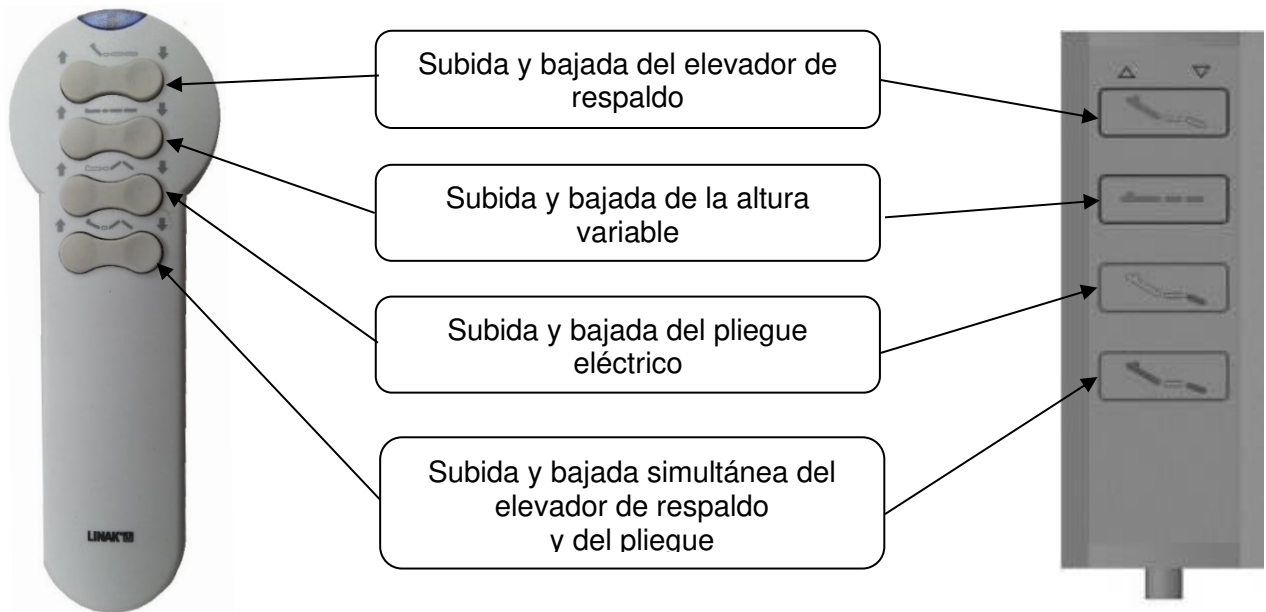 Subida y bajada del elevador de
respaldo
Subida y bajada de la altura
variable
Subida y bajada del pliegue
eléctrico
Subida y bajada simultánea del
elevador de respaldo
y del pliegue
LINAK